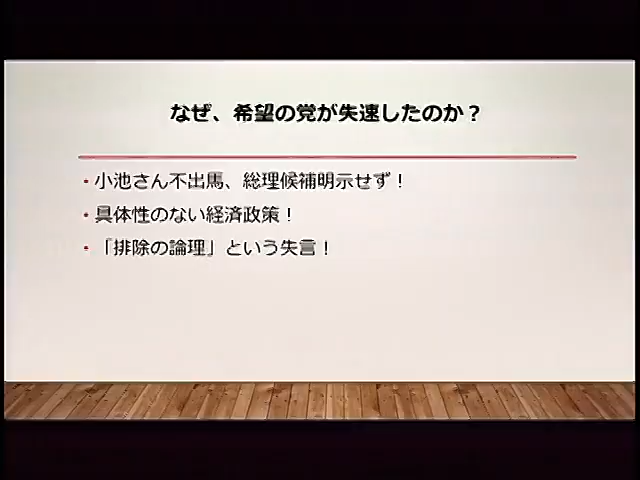 なぜ、希望の党が失速したのか？
・小池さん不出馬、総理候補明示せず！
・具体性のない経済政策！
・「排除の論理」という失言！